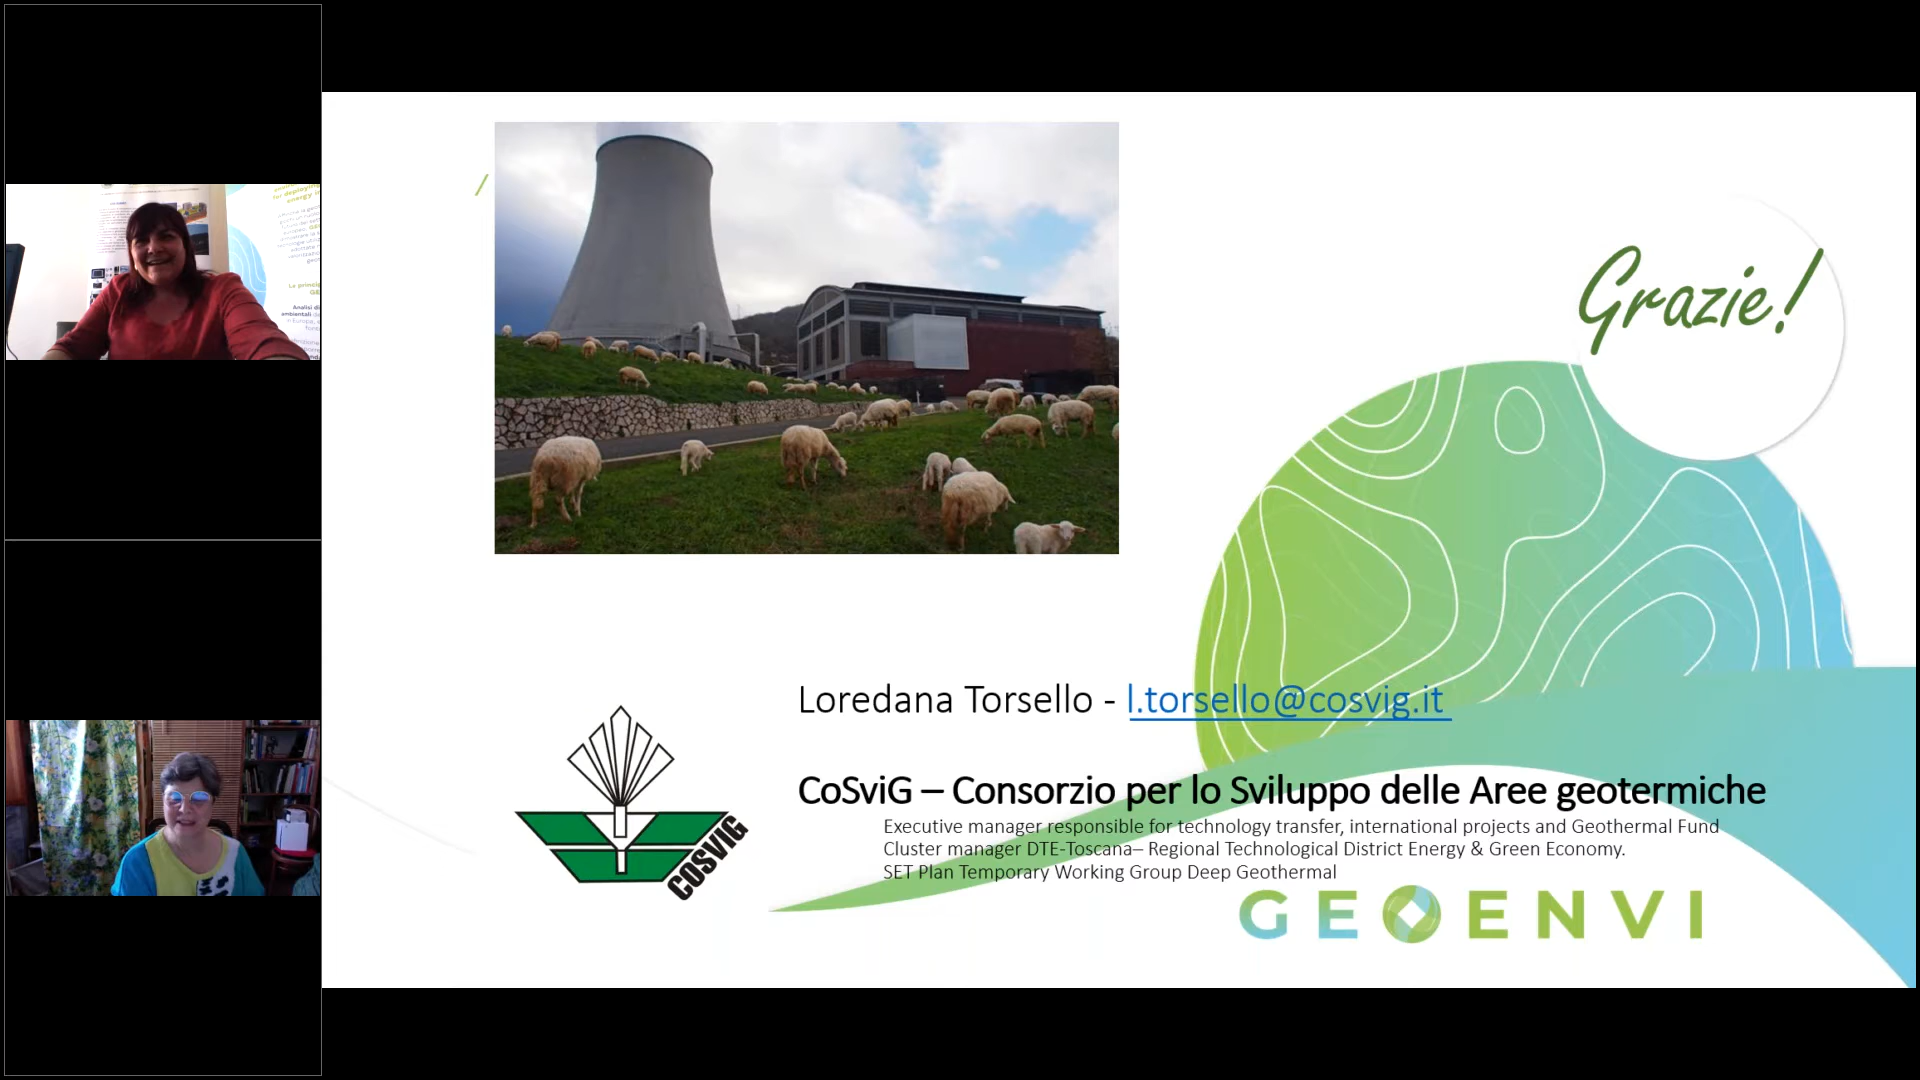 /
Grazie!
Loredana Torsello - l.torsello@cosvig.it
CoSviG – Consorzio per lo Sviluppo delle Aree geotermiche
Executive manager responsible for technology transfer, international projects and Geothermal Fund
Cluster manager DTE-Toscana– Regional Technological District Energy & Green Economy.
SET Plan Temporary Working Group Deep Geothermal
COSVIG
GEOENVI